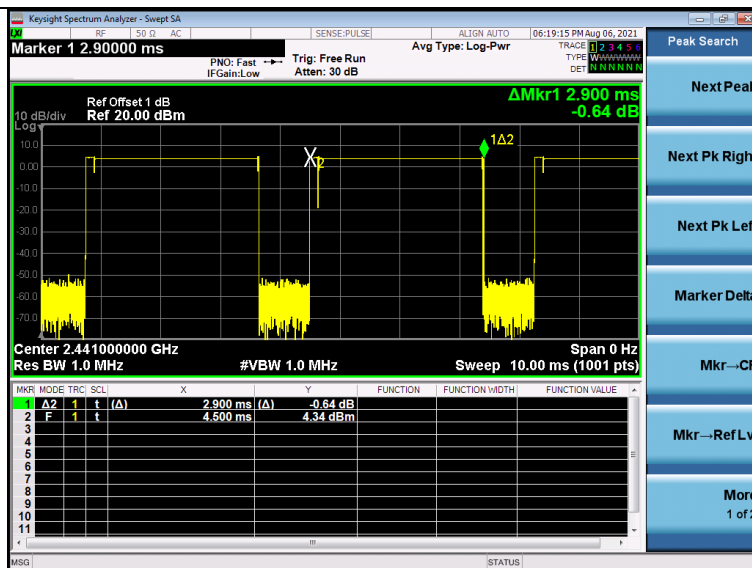 Keysight Spectrum Analyzer - Swept SA
LXI RF 50 Ω AC SENSE:PULSE ALIGN AUTO 06:19:15 PM Aug 06, 2021
Marker 1 2.90000 ms Avg Type: Log-Pwr TRACE 1 2 3 4 5 6
PNO: Fast Trig: Free Run TYPE WWWWWW
IFGain:Low Atten: 30 dB DET N N N N N N
Peak Search
Next Peak
Next Pk Righ
Next Pk Lef
Marker Delta
Mkr→CF
Mkr→Ref Lv
More
1 of 2
ΔMkr1 2.900 ms
-0.64 dB
Ref Offset 1 dB
10 dB/div Ref 20.00 dBm
Log
1Δ2
X2
10.0
0.00
-10.0
-20.0
-30.0
-40.0
-50.0
-60.0
-70.0
Center 2.441000000 GHz Span 0 Hz
Res BW 1.0 MHz #VBW 1.0 MHz Sweep 10.00 ms (1001 pts)
MKR MODE TRC SCL X Y FUNCTION FUNCTION WIDTH FUNCTION VALUE
1 Δ2 1 t (Δ) 2.900 ms (Δ) -0.64 dB
2 F 1 t 4.500 ms 4.34 dBm
3
4
5
6
7
8
9
10
11
MSG STATUS